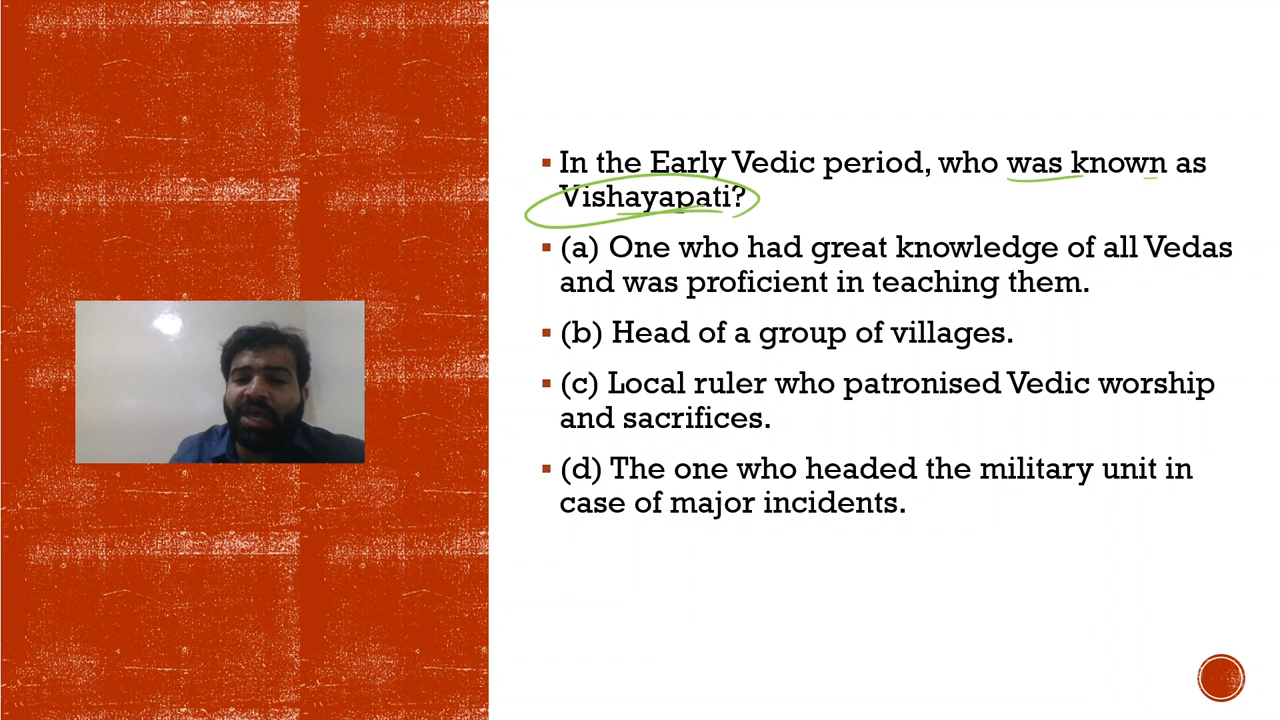 In the Early Vedic period, who was known as
Vishayapati?
(a) One who had great knowledge of all Vedas
and was proficient in teaching them.
(b) Head of a group of villages.
(c) Local ruler who patronised Vedic worship
and sacrifices.
(d) The one who headed the military unit in
case of major incidents.